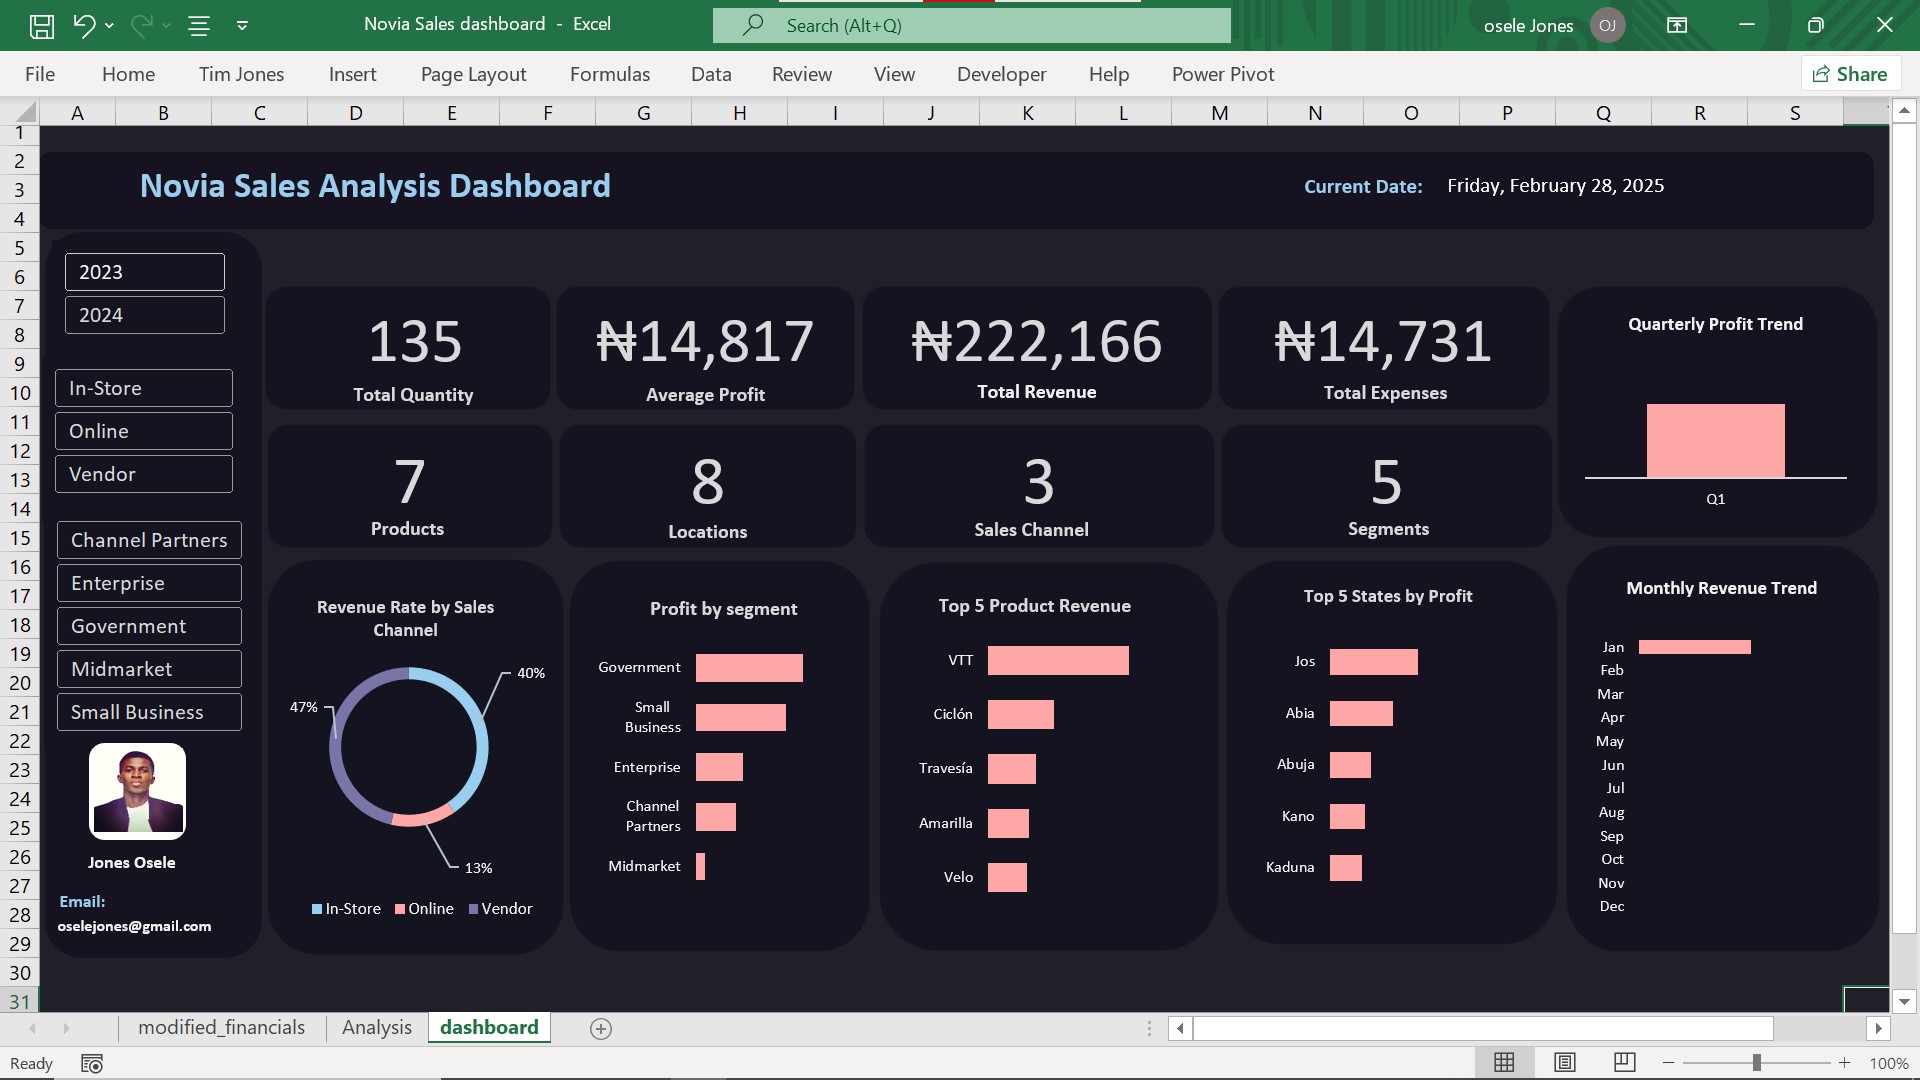 Novia Sales dashboard - Excel
Search (Alt+Q)
osele Jones
OJ
File Home Tim Jones Insert Page Layout Formulas Data Review View Developer Help Power Pivot
Share
A B C D E F G H I J K L M N O P Q R S
1
2
3
4
5
6
7
8
9
10
11
12
13
14
15
16
17
18
19
20
21
22
23
24
25
26
27
28
29
30
31
Novia Sales Analysis Dashboard
Current Date: Friday, February 28, 2025
2023
2024
In-Store
Online
Vendor
Channel Partners
Enterprise
Government
Midmarket
Small Business
Jones Osele
Email:
oselejones@gmail.com
135
Total Quantity
₦14,817
Average Profit
₦222,166
Total Revenue
₦14,731
Total Expenses
7
Products
8
Locations
3
Sales Channel
5
Segments
Quarterly Profit Trend
Q1
Revenue Rate by Sales
Channel
40%
47%
13%
In-Store Online Vendor
Profit by segment
Government
Small
Business
Enterprise
Channel
Partners
Midmarket
Top 5 Product Revenue
VTT
Ciclón
Travesía
Amarilla
Velo
Top 5 States by Profit
Jos
Abia
Abuja
Kano
Kaduna
Monthly Revenue Trend
Jan
Feb
Mar
Apr
May
Jun
Jul
Aug
Sep
Oct
Nov
Dec
modified_financials Analysis dashboard
Ready
100%